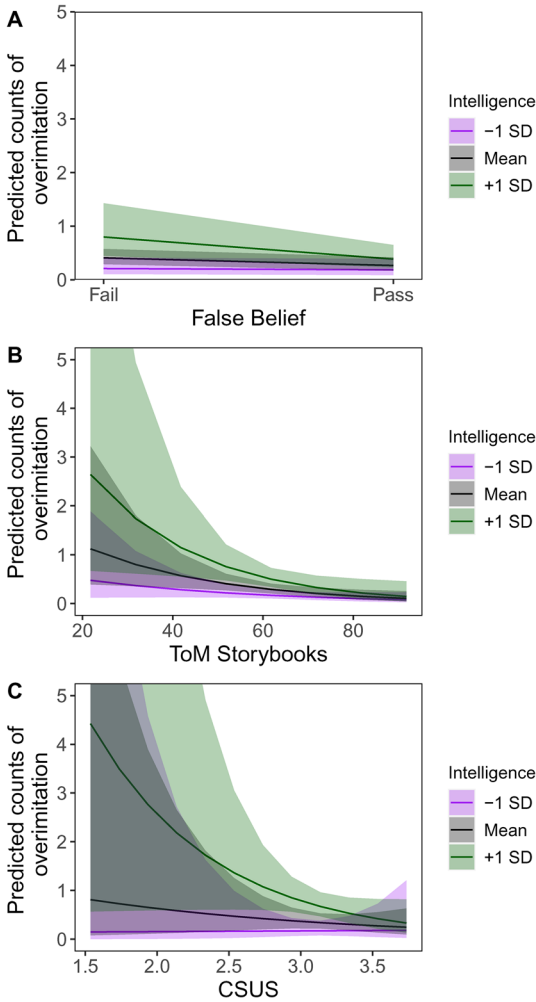 A
Predicted counts of
overimitation
5
4
3
2
1
0
Fail
Pass
False Belief
Intelligence
−1 SD
Mean
+1 SD
B
Predicted counts of
overimitation
5
4
3
2
1
0
20
40
60
80
ToM Storybooks
Intelligence
−1 SD
Mean
+1 SD
C
Predicted counts of
overimitation
5
4
3
2
1
0
1.5
2.0
2.5
3.0
3.5
CSUS
Intelligence
−1 SD
Mean
+1 SD